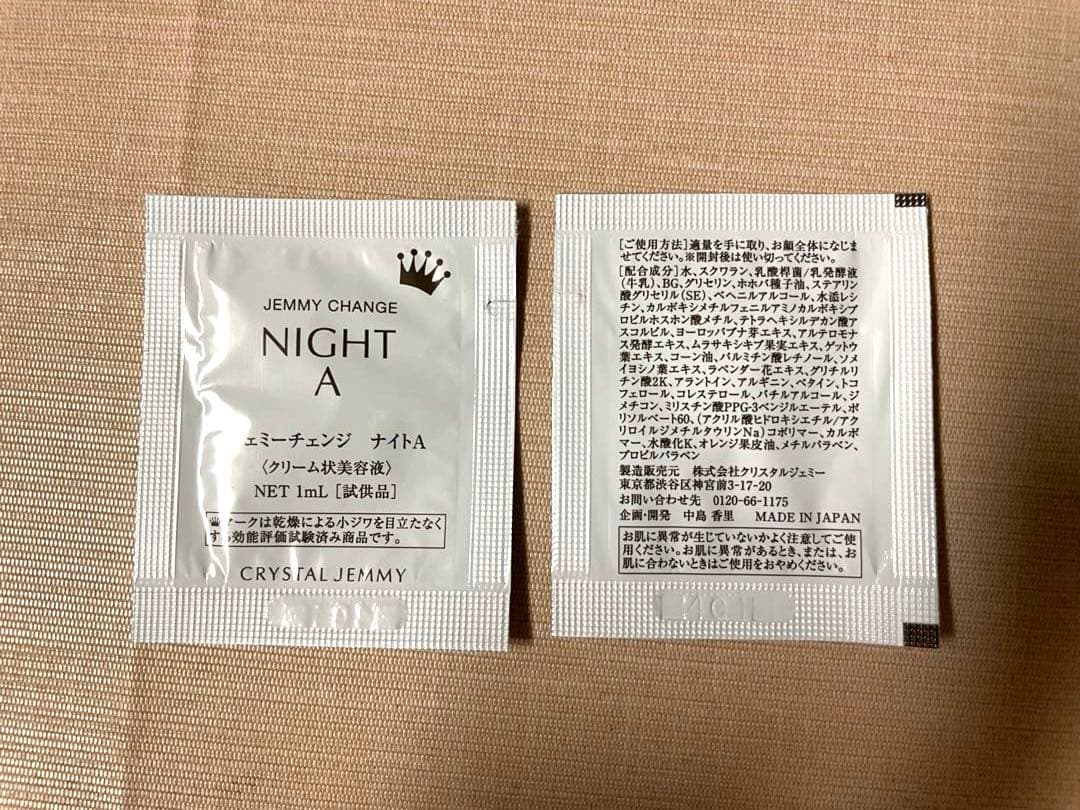 JEMMY CHANGE
NIGHT
A
ェミーチェンジ ナイトA
〈クリーム状美容液〉
NET 1mL [試供品]
マークは乾燥による小ジワを目立たなく
する効能評価試験済み商品です。
CRYSTAL JEMMY
[ご使用方法]適量を手に取り、お顔全体になじま
せてください。※開封後は使い切ってください。
[配合成分]水、スクワラン、乳酸桿菌/乳発酵液
(牛乳)、BG、グリセリン、ホホバ種子油、ステアリン
酸グリセリル(SE)、ベヘニルアルコール、水添レシ
チン、カルボキシメチルフェニルアミノカルボキシプ
ロピルホスホン酸メチル、テトラヘキシルデカン酸ア
スコルビル、ヨーロッパブナ芽エキス、アルテロモナ
ス発酵エキス、ムラサキシキブ果実エキス、ゲットウ
葉エキス、コーン油、パルミチン酸レチノール、ソメ
イヨシノ葉エキス、ラベンダー花エキス、グリチルリ
チン酸2K、アラントイン、アルギニン、ベタイン、トコ
フェロール、コレステロール、バチルアルコール、ジ
メチコン、ミリスチン酸PPG-3ベンジルエーテル、ポ
リソルベート60、(アクリル酸ヒドロキシエチル/アク
リロイルジメチルタウリンNa)コポリマー、カルボ
マー、水酸化K、オレンジ果皮油、メチルパラベン、
プロピルパラベン
製造販売元 株式会社クリスタルジェミー
東京都渋谷区神宮前3-17-20
お問い合わせ先 0120-66-1175
企画・開発 中島 香里 MADE IN JAPAN
お肌に異常が生じていないかよく注意してご使
用ください。お肌に異常があるとき、または、お
肌に合わないときはご使用をおやめください。